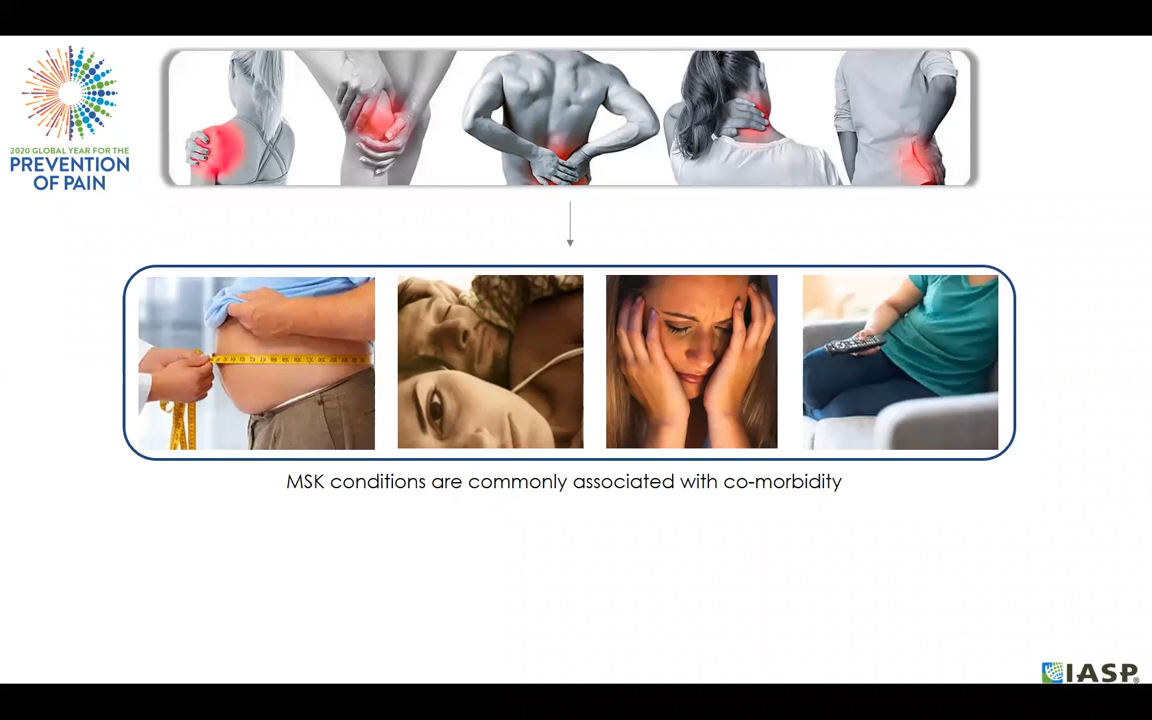 2020 GLOBAL YEAR FOR THE
PREVENTION
OF PAIN
MSK conditions are commonly associated with co-morbidity
IASP®